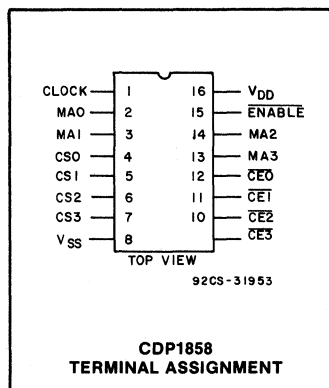 CLOCK 1 16 VDD
MA0 2 15 ENABLE
MA1 3 14 MA2
CS0 4 13 MA3
CS1 5 12 CE0
CS2 6 11 CE1
CS3 7 10 CE2
VSS 8 CE3
TOP VIEW
92CS-31953
CDP1858
TERMINAL ASSIGNMENT